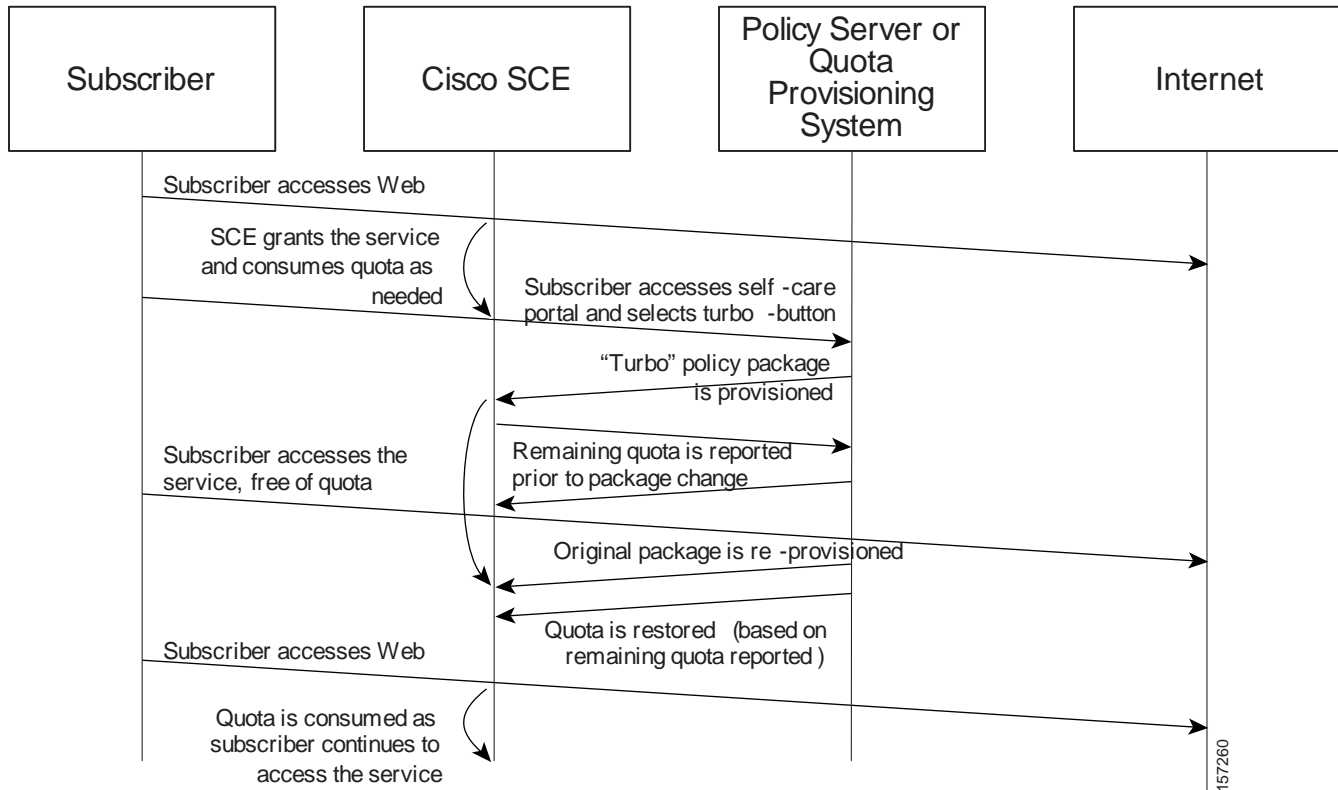 Subscriber
Cisco SCE
Policy Server or
Quota
Provisioning
System
Internet
Subscriber accesses Web
SCE grants the service
and consumes quota as
needed
Subscriber accesses self -care
portal and selects turbo -button
“Turbo” policy package
is provisioned
Subscriber accesses the
service, free of quota
Remaining quota is reported
prior to package change
Original package is re -provisioned
Quota is restored (based on
remaining quota reported )
Subscriber accesses Web
Quota is consumed as
subscriber continues to
access the service
157260